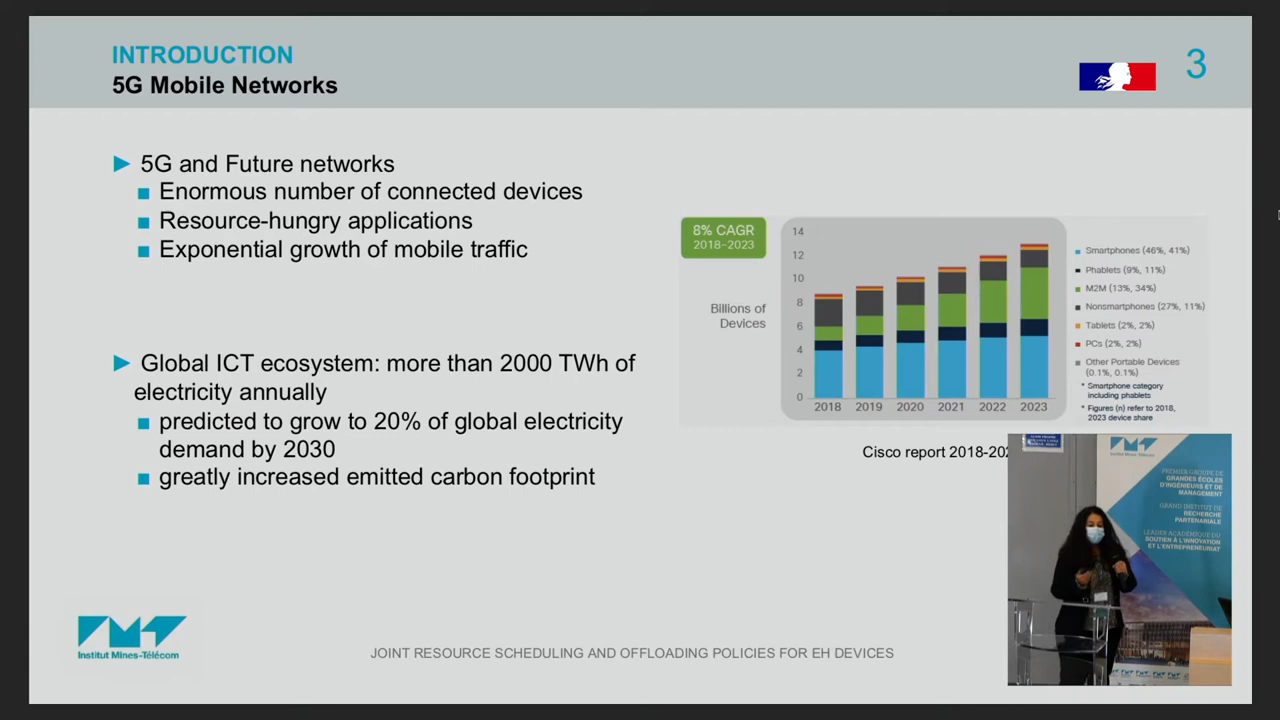 INTRODUCTION
5G Mobile Networks
3
5G and Future networks
Enormous number of connected devices
Resource-hungry applications
Exponential growth of mobile traffic
Global ICT ecosystem: more than 2000 TWh of
electricity annually
predicted to grow to 20% of global electricity
demand by 2030
greatly increased emitted carbon footprint
8% CAGR
2018-2023
Billions of
Devices
14
12
10
8
6
4
2
0
2018 2019 2020 2021 2022 2023
Smartphones (46%, 41%)
Phablets (9%, 11%)
M2M (13%, 34%)
Nonsmartphones (27%, 11%)
Tablets (2%, 2%)
PCs (2%, 2%)
Other Portable Devices
(0.1%, 0.1%)
* Smartphone category
including phablets
* Figures (n) refer to 2018,
2023 device share
Cisco report 2018-202
Institut Mines-Télécom
PREMIER GROUPE DE
GRANDES ÉCOLES
D'INGÉNIEURS ET DE
MANAGEMENT
GRAND INSTITUT DE
RECHERCHE
PARTENARIALE
LEADER ACADÉMIQUE DU
SOUTIEN À L'INNOVATION
ET L'ENTREPRENEURIAT
IMT
Institut Mines-Télécom
JOINT RESOURCE SCHEDULING AND OFFLOADING POLICIES FOR EH DEVICES